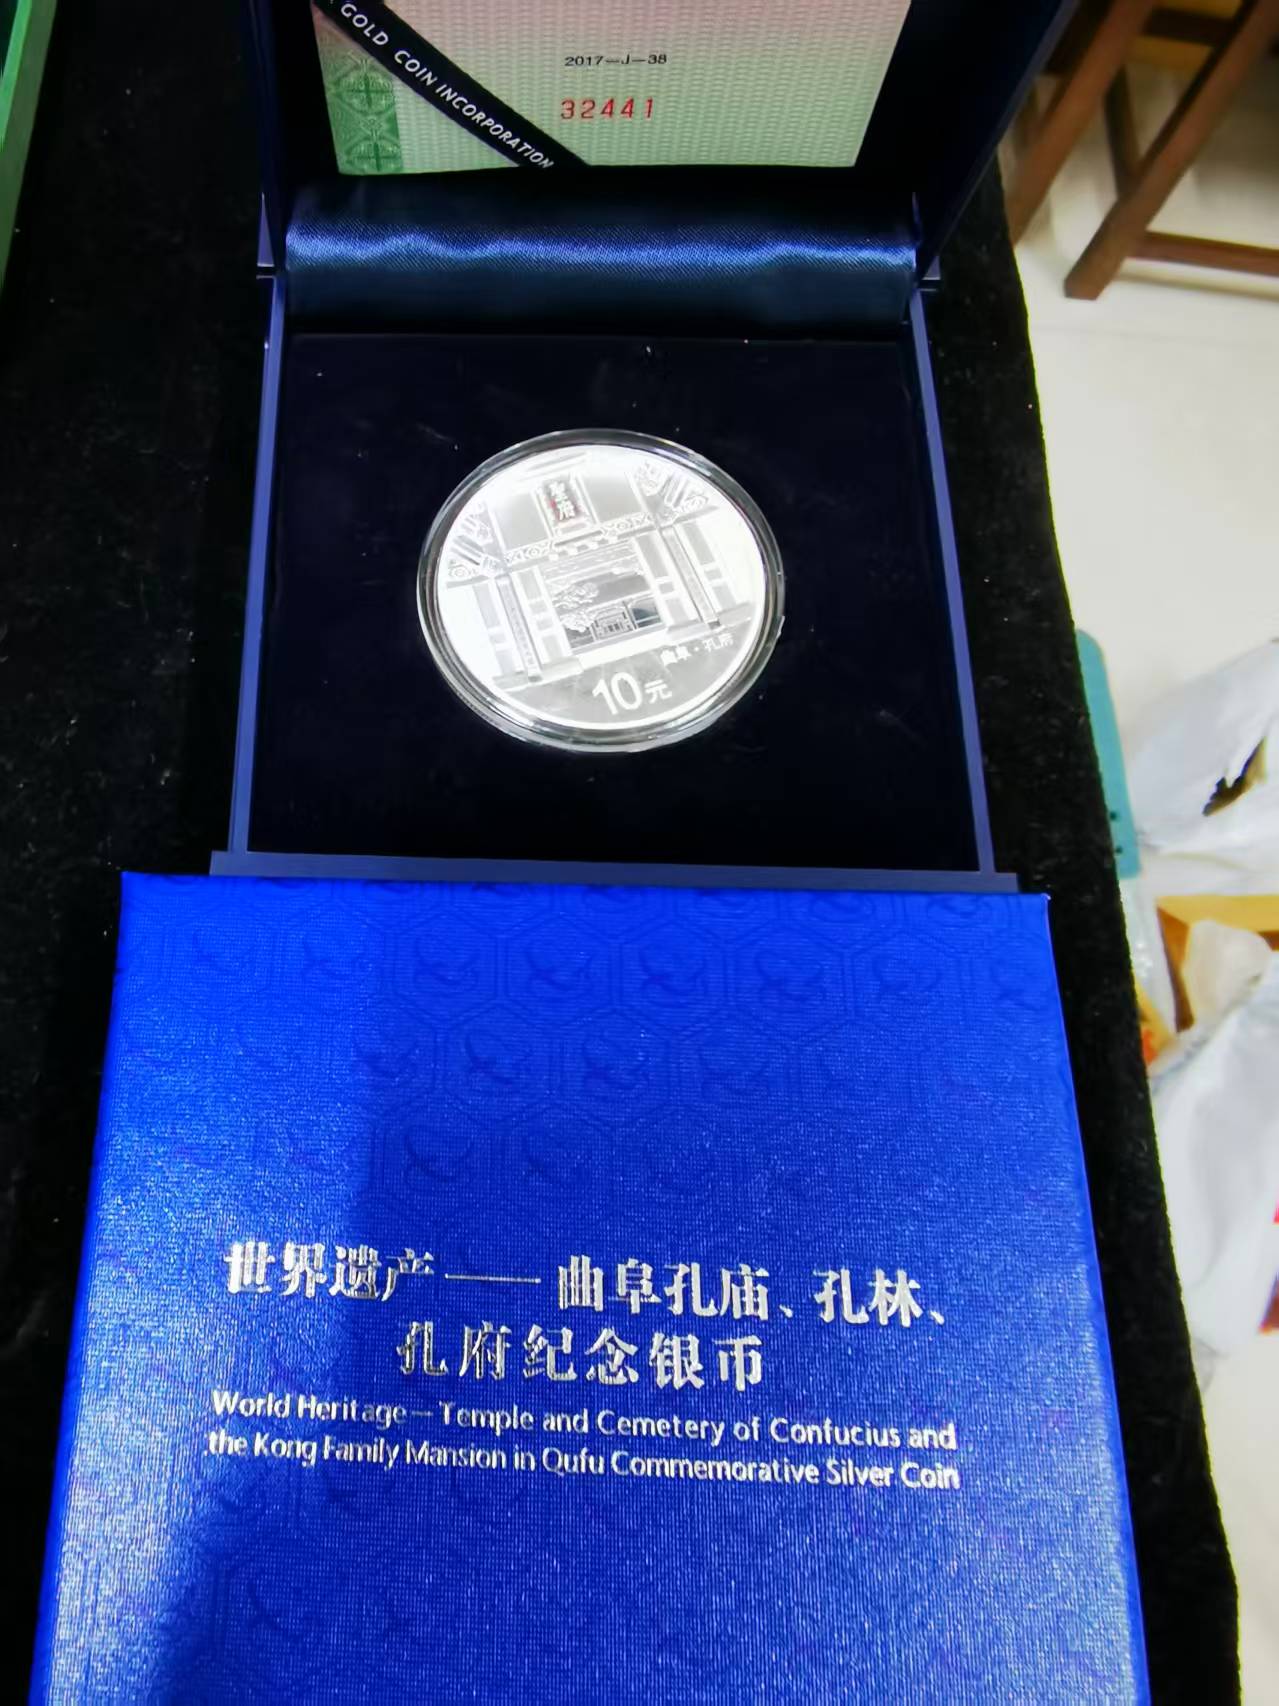 GOLD COIN INCORPORATION
2017—J—38
32441
聖府
曲阜·孔府
10元
世界遗产——曲阜孔庙、孔林、
孔府纪念银币
World Heritage—Temple and Cemetery of Confucius and
the Kong Family Mansion in Qufu Commemorative Silver Coin